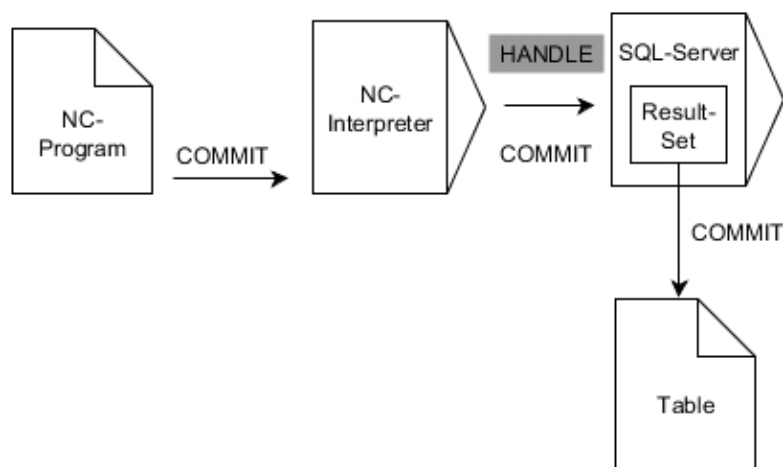 NC-
Program
COMMIT
NC-
Interpreter
HANDLE
COMMIT
SQL-Server
Result-
Set
COMMIT
Table